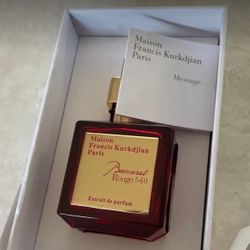 Maison
Francis Kurkdjian
Paris
Message.
Maison
Francis Kurkdjian
Paris
Baccarat
Rouge 540
Extrait de parfum